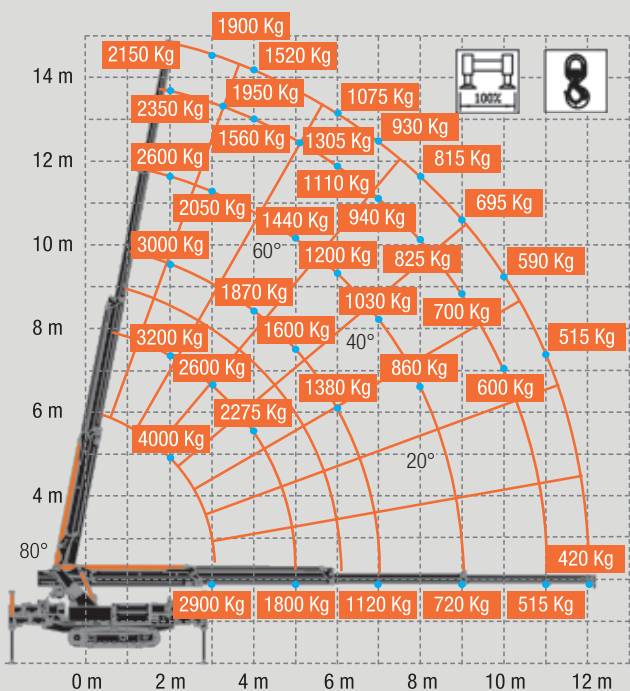 1900 Kg
2150 Kg
1520 Kg
14 m
1950 Kg
1075 Kg
100%
2350 Kg
930 Kg
1560 Kg
1305 Kg
12 m
2600 Kg
815 Kg
1110 Kg
2050 Kg
695 Kg
1440 Kg
940 Kg
10 m
3000 Kg
60°
1200 Kg
825 Kg
590 Kg
1870 Kg
1030 Kg
700 Kg
8 m
3200 Kg
1600 Kg
40°
515 Kg
2600 Kg
860 Kg
1380 Kg
600 Kg
6 m
2275 Kg
4000 Kg
20°
4 m
80°
420 Kg
2900 Kg
1800 Kg
1120 Kg
720 Kg
515 Kg
0 m
2 m
4 m
6 m
8 m
10 m
12 m